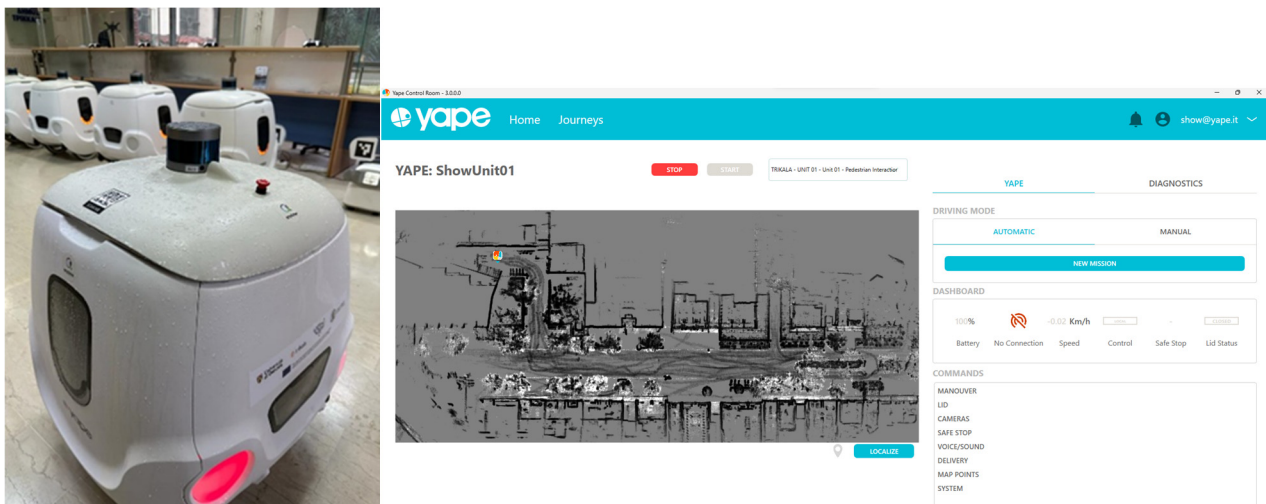 Yape Control Room - 3.0.0.0
yape
Home
Journeys
show@yape.it
YAPE: ShowUnit01
STOP
START
TRIKALA - UNIT 01 - Unit 01 - Pedestrian Interaction
LOCALIZE
YAPE
DIAGNOSTICS
DRIVING MODE
AUTOMATIC
MANUAL
NEW MISSION
DASHBOARD
100%
-0.02 Km/h
Battery
No Connection
Speed
Control
Safe Stop
Lid Status
COMMANDS
MANOUVER
LID
CAMERAS
SAFE STOP
VOICE/SOUND
DELIVERY
MAP POINTS
SYSTEM